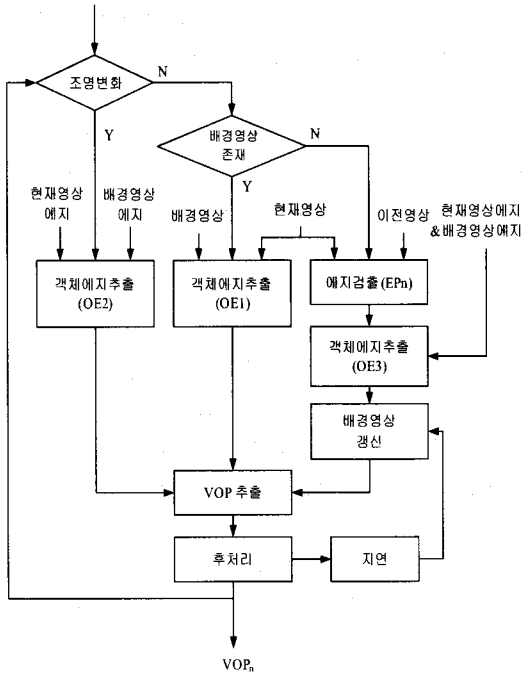 조명변화
N
Y
배경영상
존재
N
Y
현재영상
에지
배경영상
에지
배경영상
현재영상
이전영상
현재영상에지
&배경영상에지
객체에지추출
(OE2)
객체에지추출
(OE1)
에지검출(EPn)
객체에지추출
(OE3)
배경영상
갱신
VOP 추출
후처리
지연
VOPn